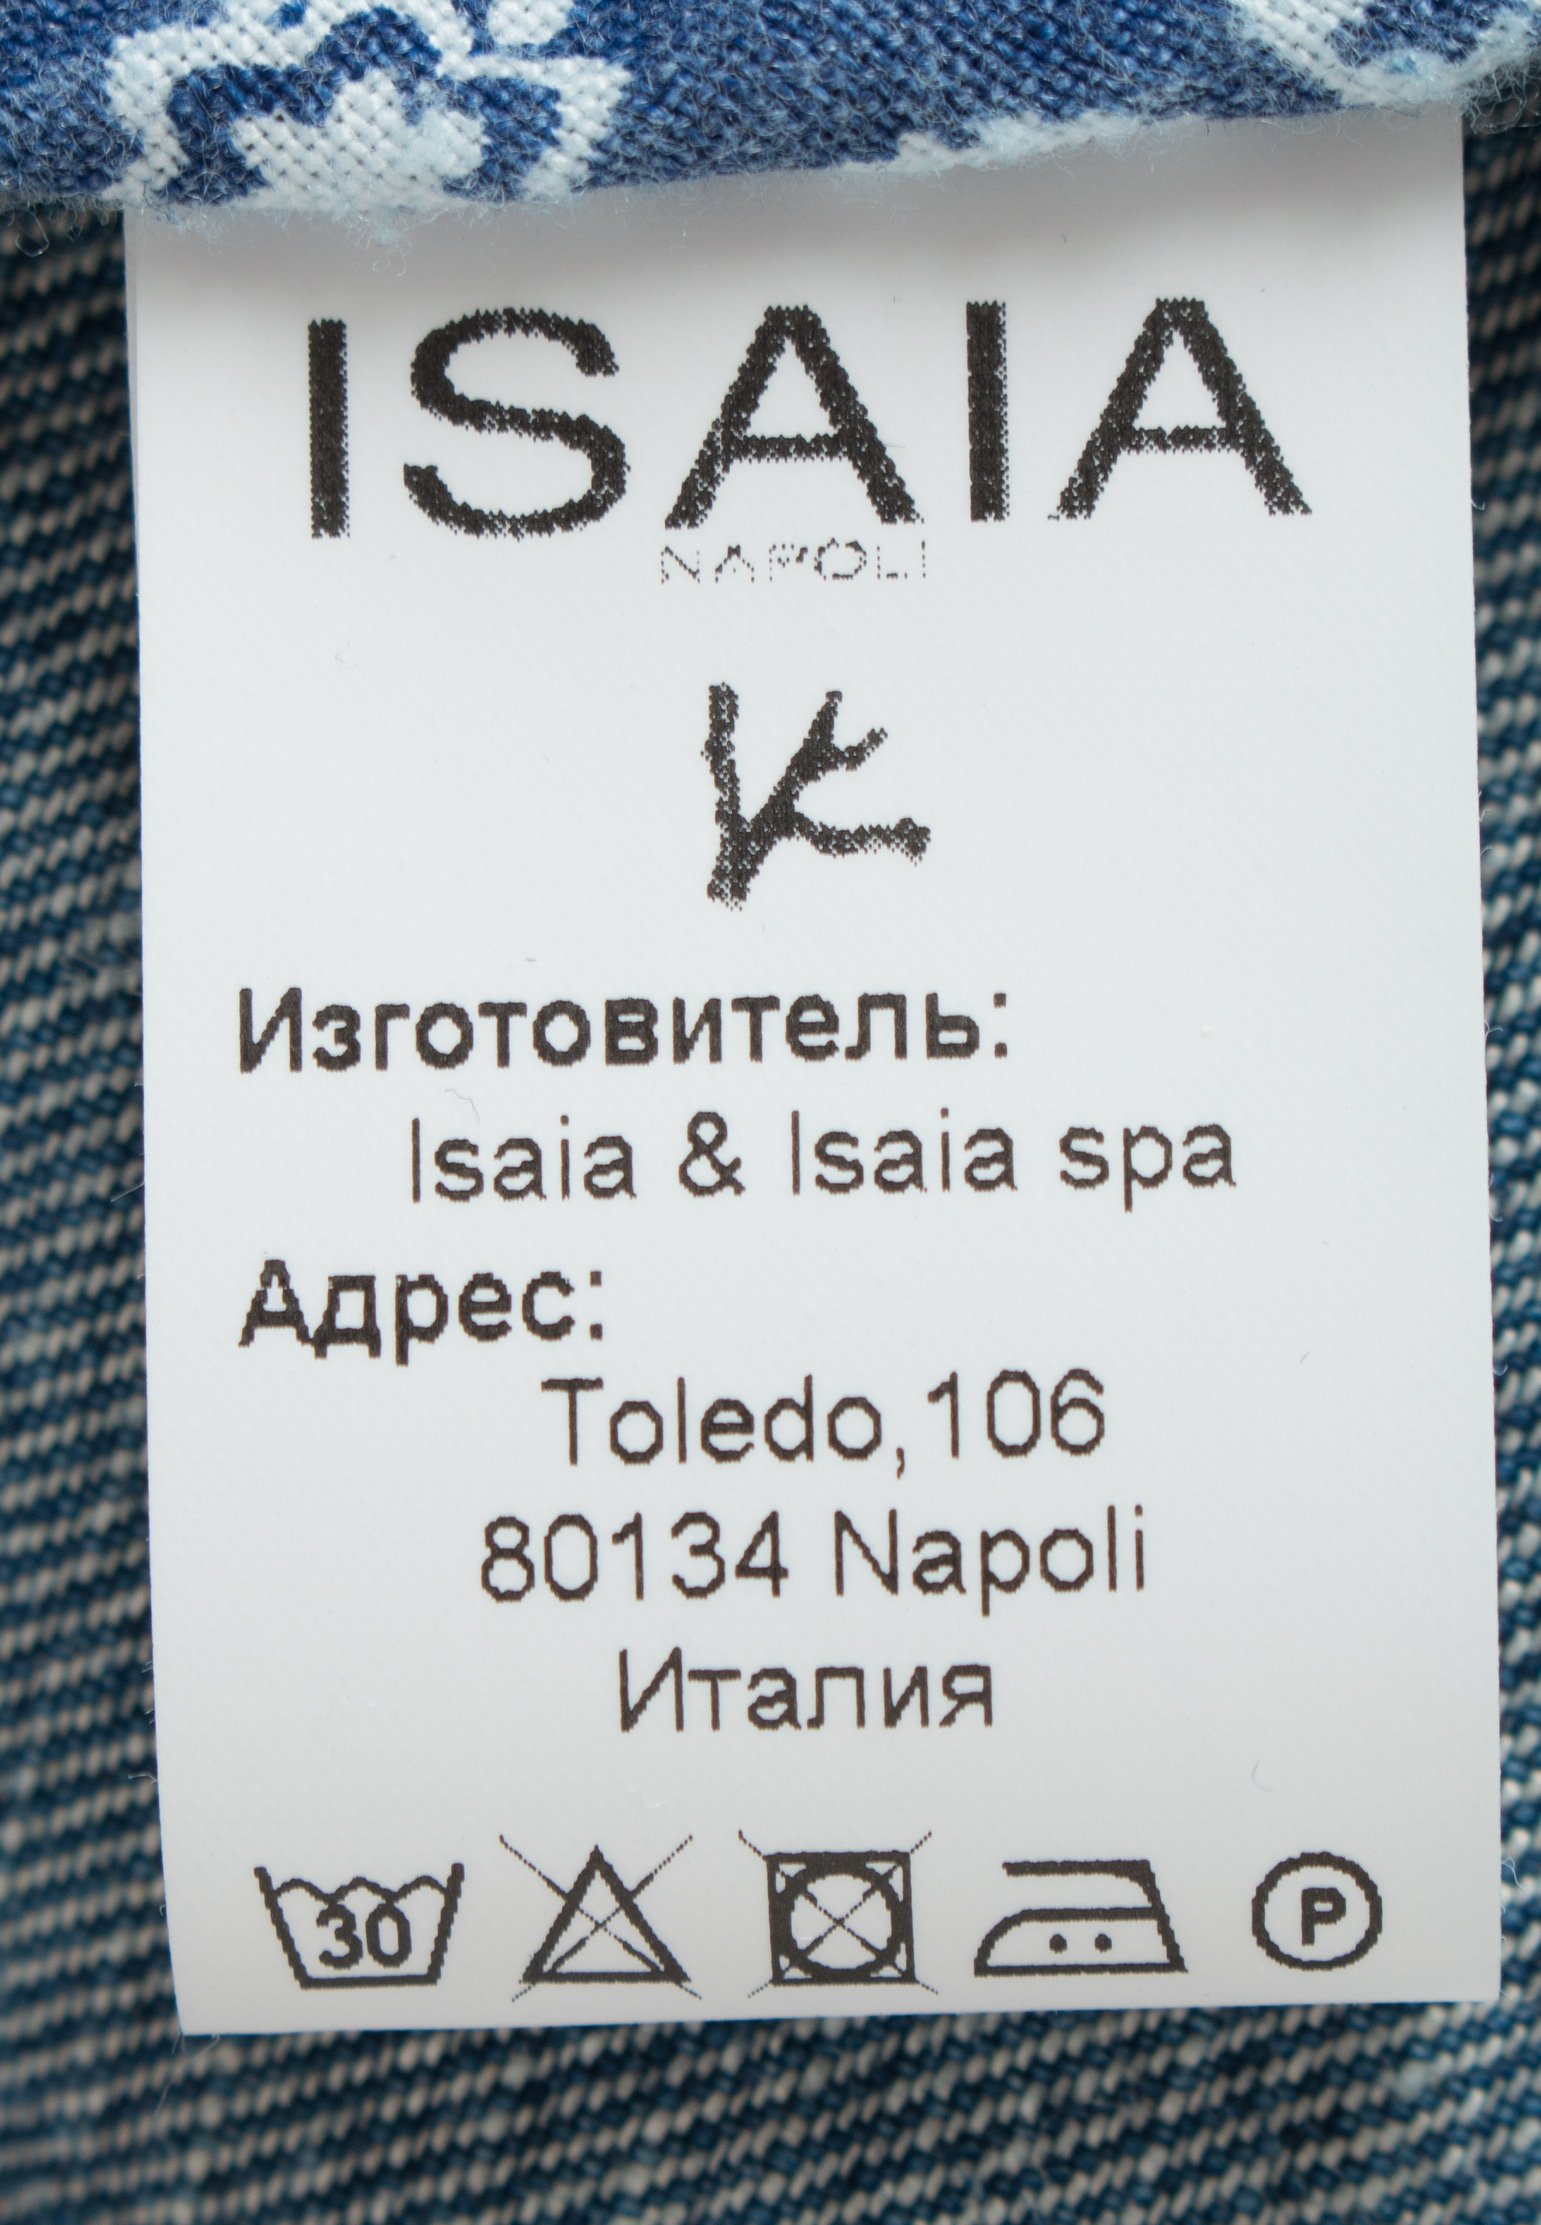 ISAIA
NAPOLI
Изготовитель:
Isaia & Isaia spa
Адрес:
Toledo,106
80134 Napoli
Италия
30 P